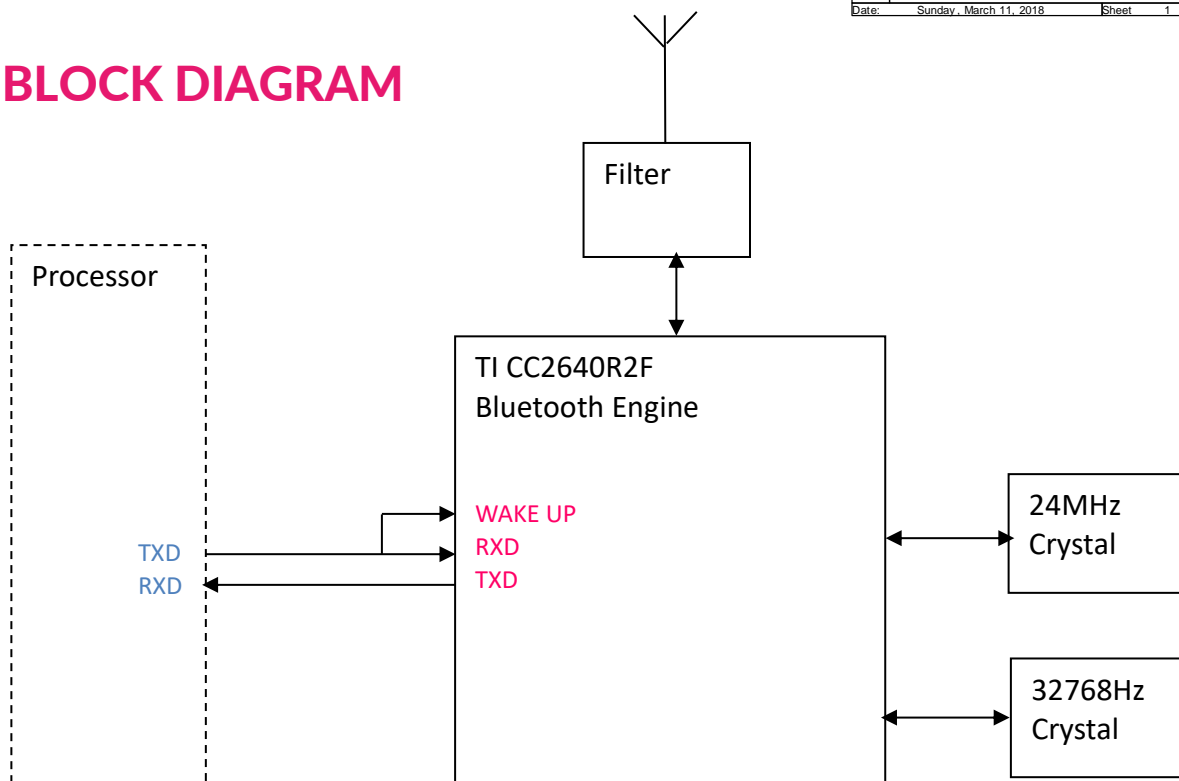 Date: Sunday, March 11, 2018 Sheet 1
BLOCK DIAGRAM
Filter
Processor
TI CC2640R2F
Bluetooth Engine
WAKE UP
RXD
TXD
TXD
RXD
24MHz
Crystal
32768Hz
Crystal